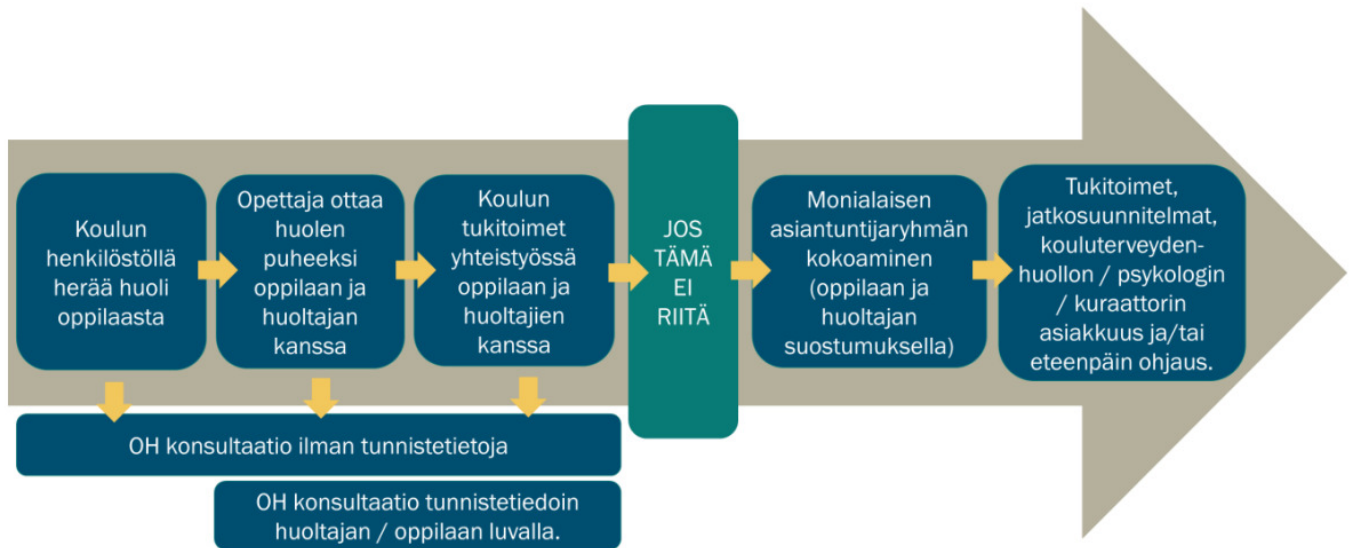 Koulun
henkilöstöllä
herää huoli
oppilaasta
Opettaja ottaa
huolen
puheeksi
oppilaan ja
huoltajan
kanssa
Koulun
tukitoimet
yhteistyössä
oppilaan ja
huoltajien
kanssa
JOS
TÄMÄ
EI
RIITÄ
Monialaisen
asiantuntijaryhmän
kokoaminen
(oppilaan ja
huoltajan
suostumuksella)
Tukitoimet,
jatkosuunnitelmat,
kouluterveyden-
huollon / psykologin
/ kuraattorin
asiakkuus ja/tai
eteenpäin ohjaus.
OH konsultaatio ilman tunnistetietoja
OH konsultaatio tunnistetiedoin
huoltajan / oppilaan luvalla.